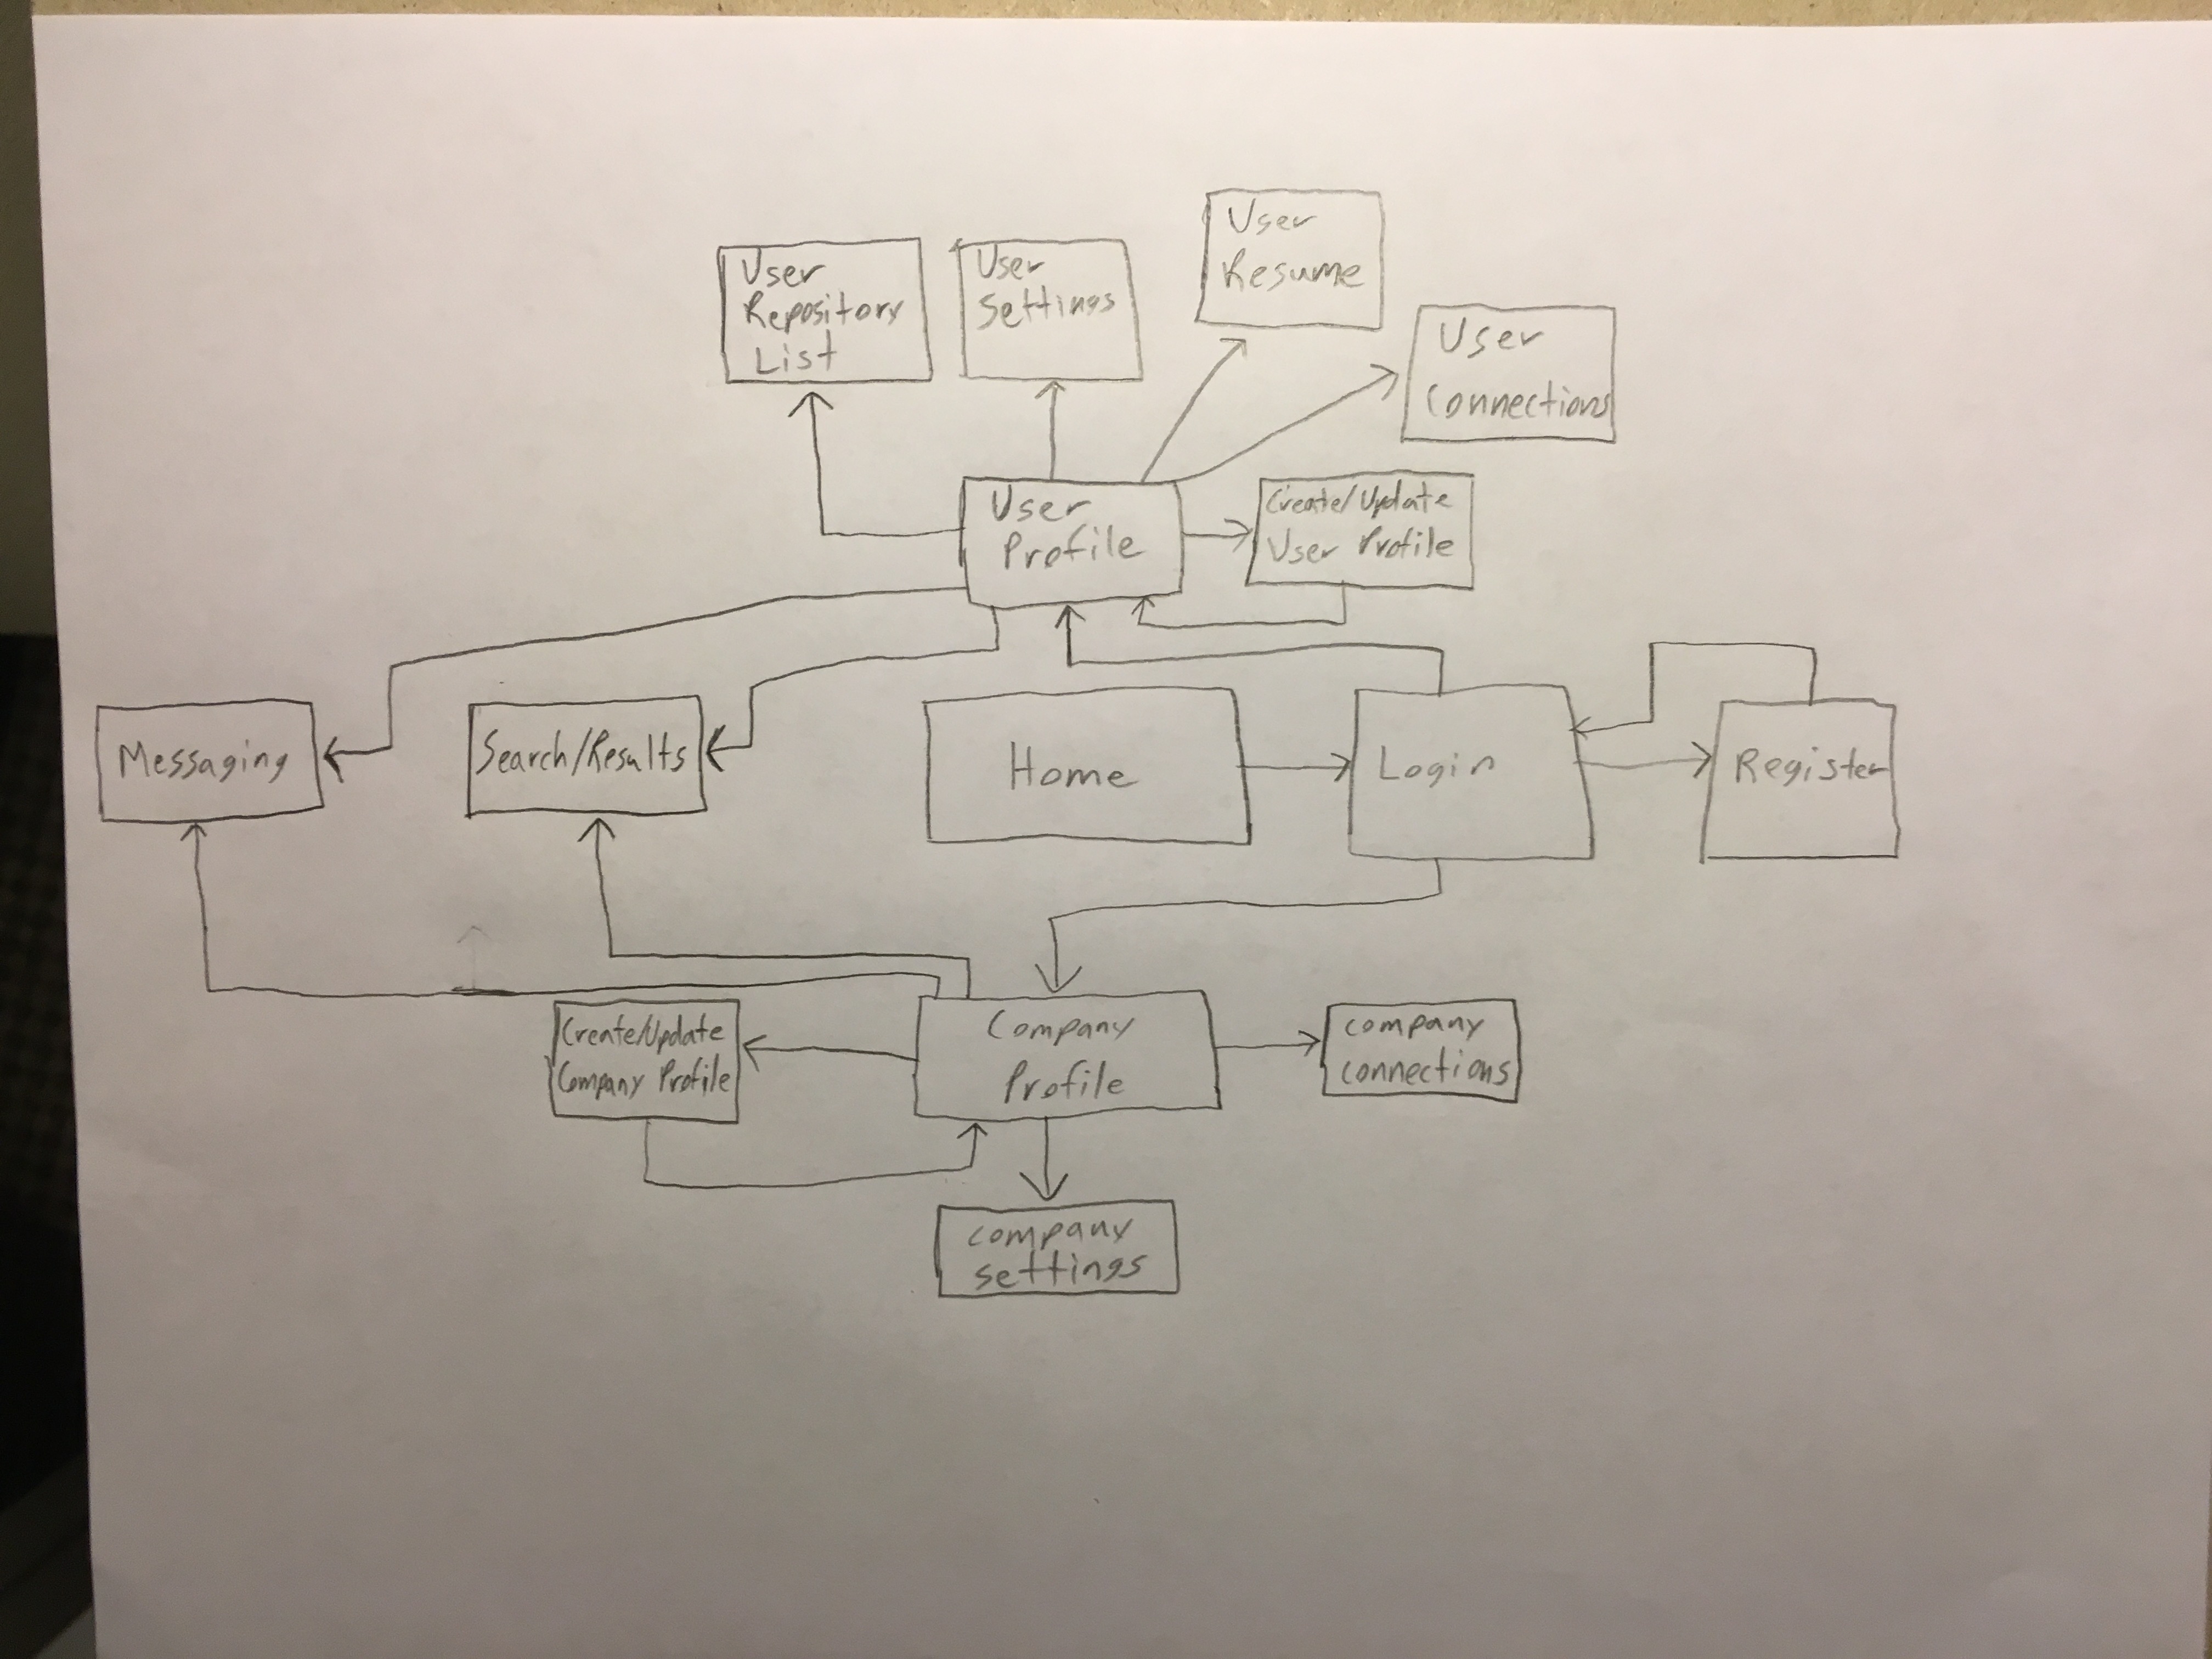 User
Resume
User
Repository
List
User
Settings
User
Connections
User
Profile
Create/Update
User Profile
Messaging
Search/Results
Home
Login
Register
Create/Update
Company Profile
Company
Profile
company
connections
company
settings